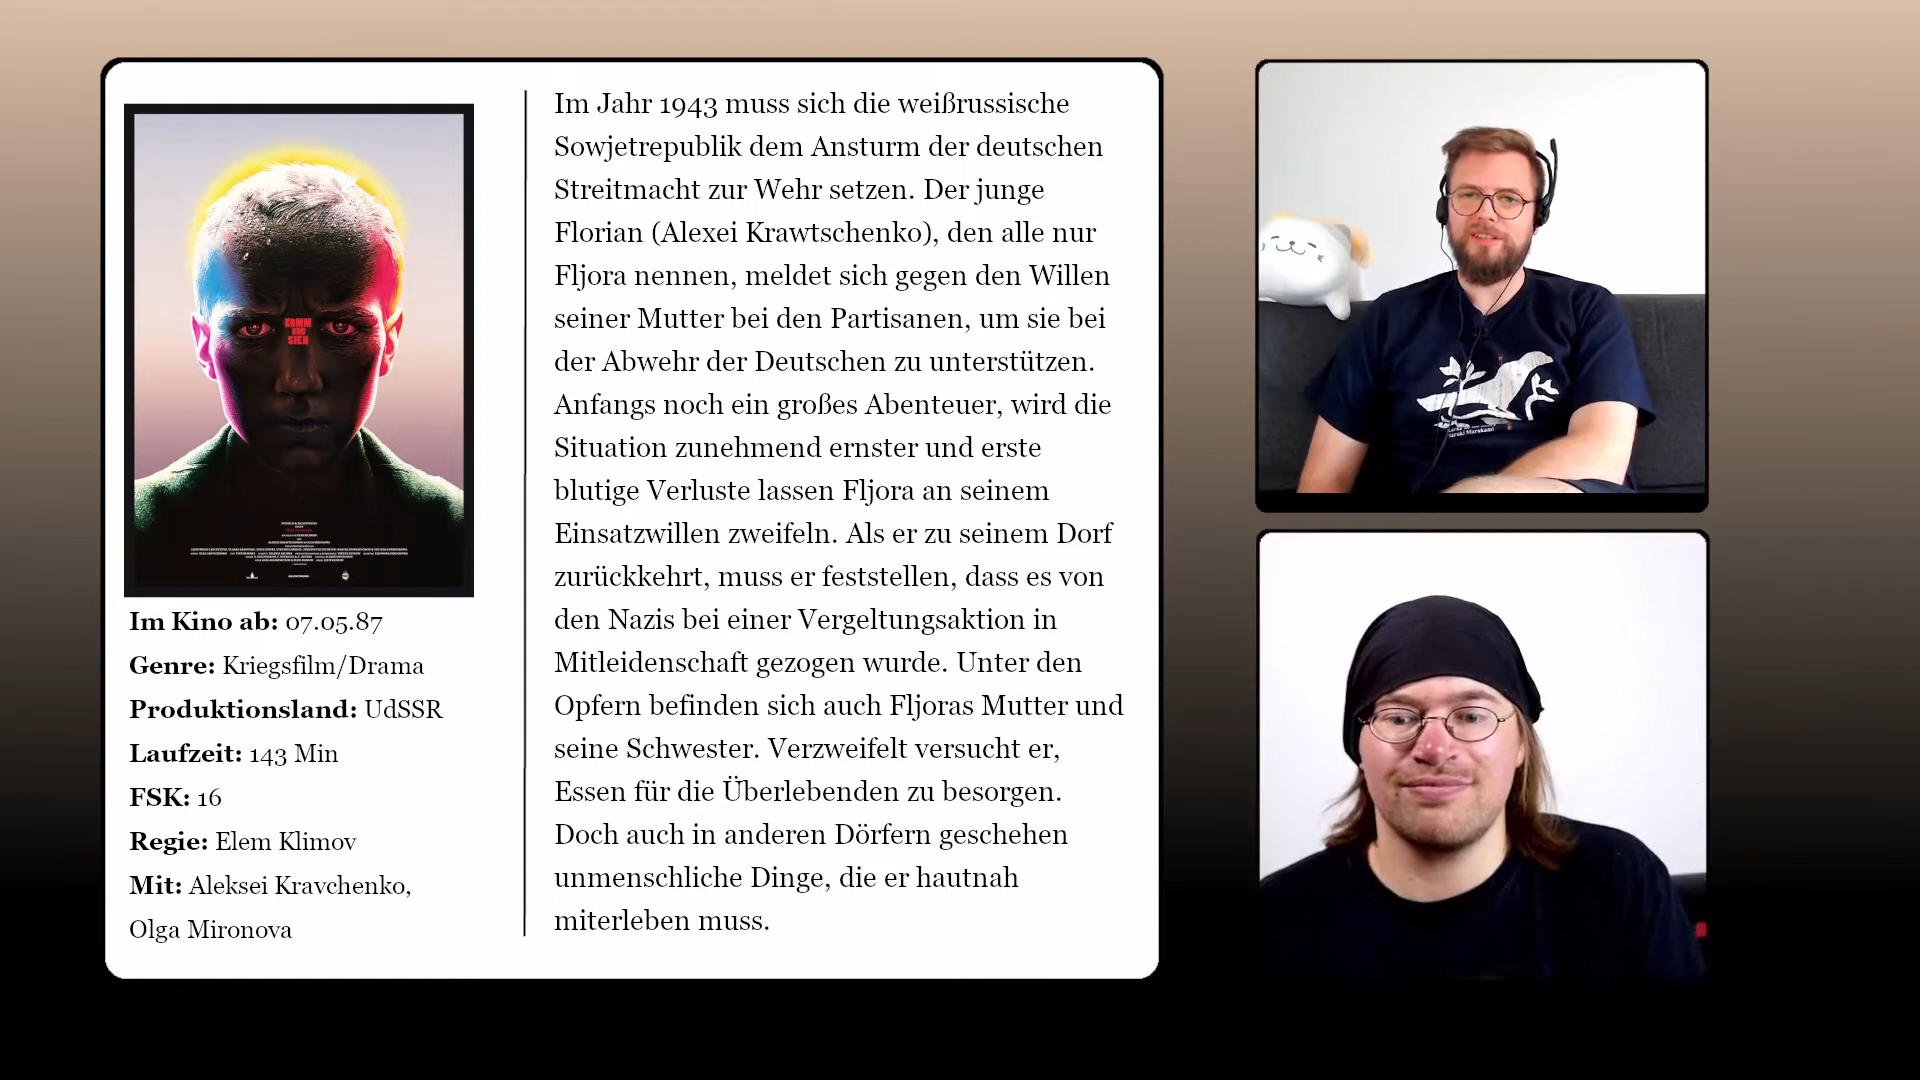 KOMM
UND
SIEH
Im Kino ab: 07.05.87
Genre: Kriegsfilm/Drama
Produktionsland: UdSSR
Laufzeit: 143 Min
FSK: 16
Regie: Elem Klimov
Mit: Aleksei Kravchenko,
Olga Mironova
Im Jahr 1943 muss sich die weißrussische
Sowjetrepublik dem Ansturm der deutschen
Streitmacht zur Wehr setzen. Der junge
Florian (Alexei Krawtschenko), den alle nur
Fljora nennen, meldet sich gegen den Willen
seiner Mutter bei den Partisanen, um sie bei
der Abwehr der Deutschen zu unterstützen.
Anfangs noch ein großes Abenteuer, wird die
Situation zunehmend ernster und erste
blutige Verluste lassen Fljora an seinem
Einsatzwillen zweifeln. Als er zu seinem Dorf
zurückkehrt, muss er feststellen, dass es von
den Nazis bei einer Vergeltungsaktion in
Mitleidenschaft gezogen wurde. Unter den
Opfern befinden sich auch Fljoras Mutter und
seine Schwester. Verzweifelt versucht er,
Essen für die Überlebenden zu besorgen.
Doch auch in anderen Dörfern geschehen
unmenschliche Dinge, die er hautnah
miterleben muss.
Murakami